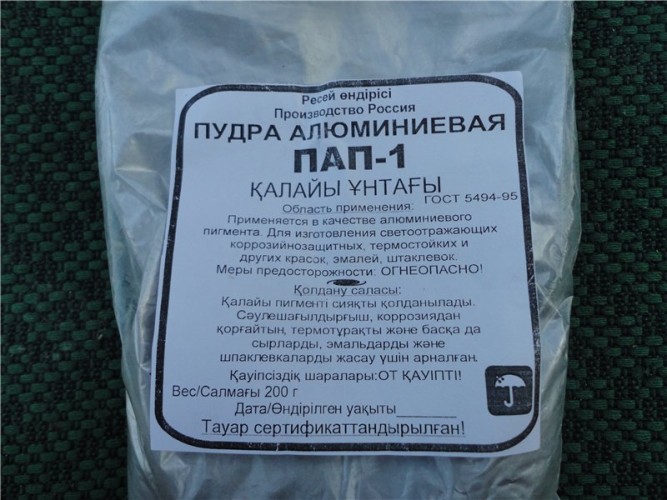 Ресей өндірісі
Производство Россия
ПУДРА АЛЮМИНИЕВАЯ
ПАП-1
ҚАЛАЙЫ ҰНТАҒЫ
ГОСТ 5494-95
Область применения:
Применяется в качестве алюминиевого
пигмента. Для изготовления светоотражающих
коррозийнозащитных, термостойких и
других красок, эмалей, штаклевок.
Меры предосторожности: ОГНЕОПАСНО!
Қолдану саласы:
Қалайы пигменті сияқты қолданылады.
Сәулешағылдырғыш, коррозиядан
қорғайтын, термотұрақты және басқа да
сырларды, эмальдарды және
шпаклевкаларды жасау үшін арналған.
Қауіпсіздік шаралары:ОТ ҚАУІПТІ!
Вес/Салмағы 200 г
Дата/Өндірілген уақыты_______
Тауар сертификаттандырылған!